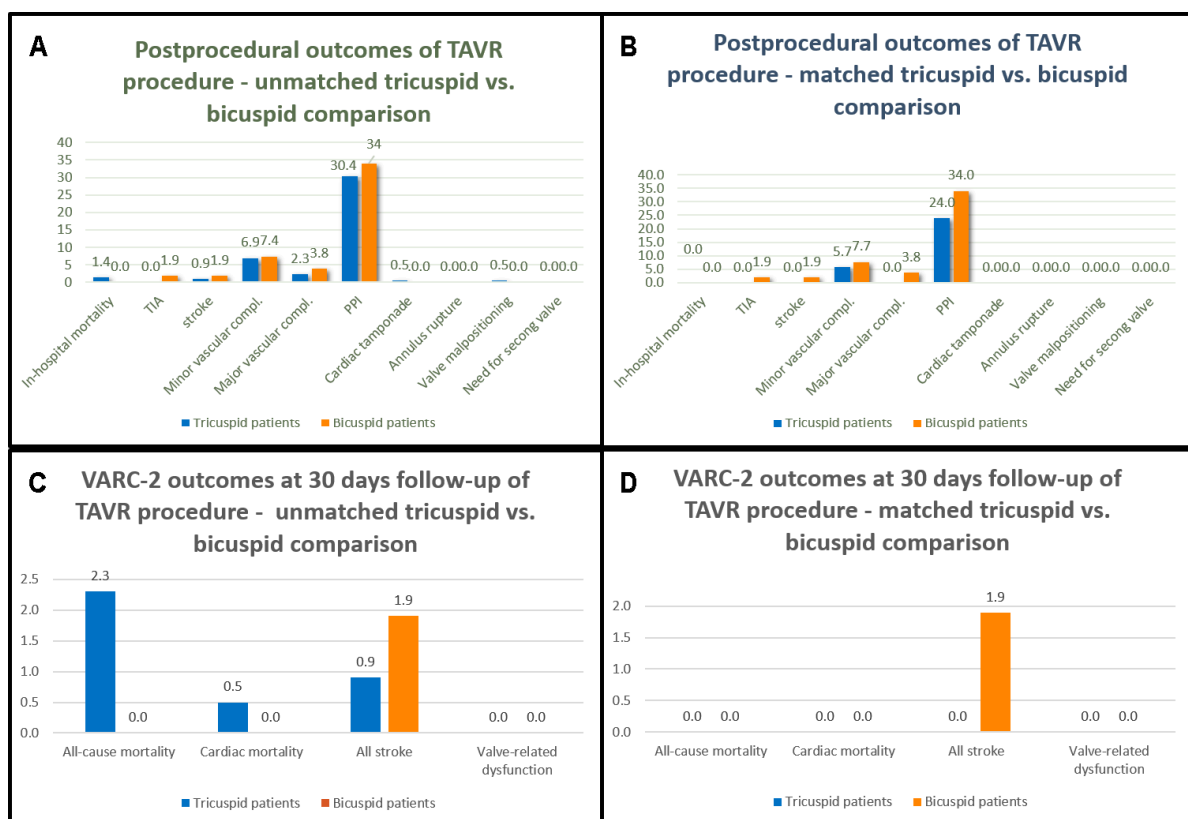 A
Postprocedural outcomes of TAVR
procedure - unmatched tricuspid vs.
bicuspid comparison
40
35
30
25
20
15
10
5
0
1.4 0.0 0.0 1.9 0.9 1.9 6.9 7.4 2.3 3.8 30.4 34 0.5 0.0 0.0 0.0 0.5 0.0 0.0 0.0
In-hospital mortality
TIA
stroke
Minor vascular compl.
Major vascular compl.
PPI
Cardiac tamponade
Annulus rupture
Valve malpositioning
Need for secong valve
Tricuspid patients Bicuspid patients
B
Postprocedural outcomes of TAVR
procedure - matched tricuspid vs. bicuspid
comparison
40.0
35.0
30.0
25.0
20.0
15.0
10.0
5.0
0.0
0.0 0.0 0.0 1.9 0.0 1.9 5.7 7.7 0.0 3.8 24.0 34.0 0.0 0.0 0.0 0.0 0.0 0.0 0.0 0.0
In-hospital mortality
TIA
stroke
Minor vascular compl.
Major vascular compl.
PPI
Cardiac tamponade
Annulus rupture
Valve malpositioning
Need for secong valve
Tricuspid patients Bicuspid patients
C
VARC-2 outcomes at 30 days follow-up of
TAVR procedure - unmatched tricuspid vs.
bicuspid comparison
2.5
2.0
1.5
1.0
0.5
0.0
2.3 0.0 0.5 0.0 0.9 1.9 0.0 0.0
All-cause mortality Cardiac mortality All stroke Valve-related
dysfunction
Tricuspid patients Bicuspid patients
D
VARC-2 outcomes at 30 days follow-up of
TAVR procedure - matched tricuspid vs.
bicuspid comparison
2.0
1.5
1.0
0.5
0.0
0.0 0.0 0.0 0.0 0.0 1.9 0.0 0.0
All-cause mortality Cardiac mortality All stroke Valve-related
dysfunction
Tricuspid patients Bicuspid patients